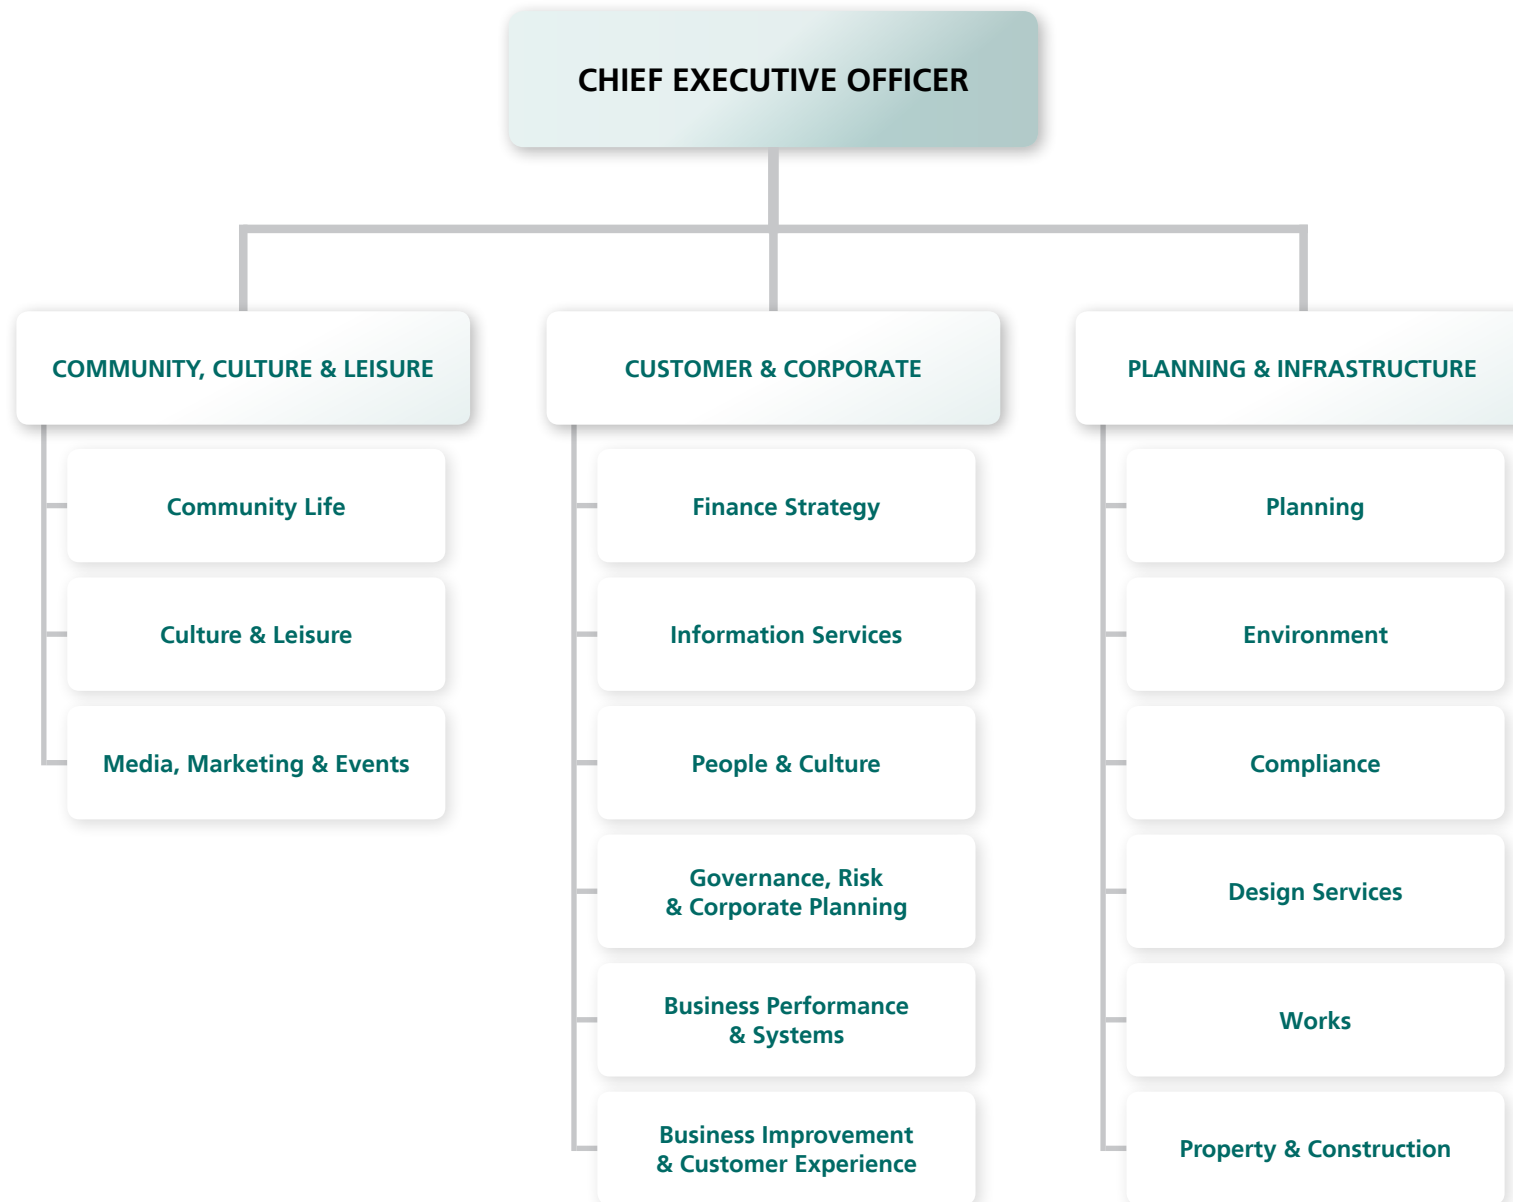 CHIEF EXECUTIVE OFFICER
COMMUNITY, CULTURE & LEISURE
Community Life
Culture & Leisure
Media, Marketing & Events
CUSTOMER & CORPORATE
Finance Strategy
Information Services
People & Culture
Governance, Risk
& Corporate Planning
Business Performance
& Systems
Business Improvement
& Customer Experience
PLANNING & INFRASTRUCTURE
Planning
Environment
Compliance
Design Services
Works
Property & Construction